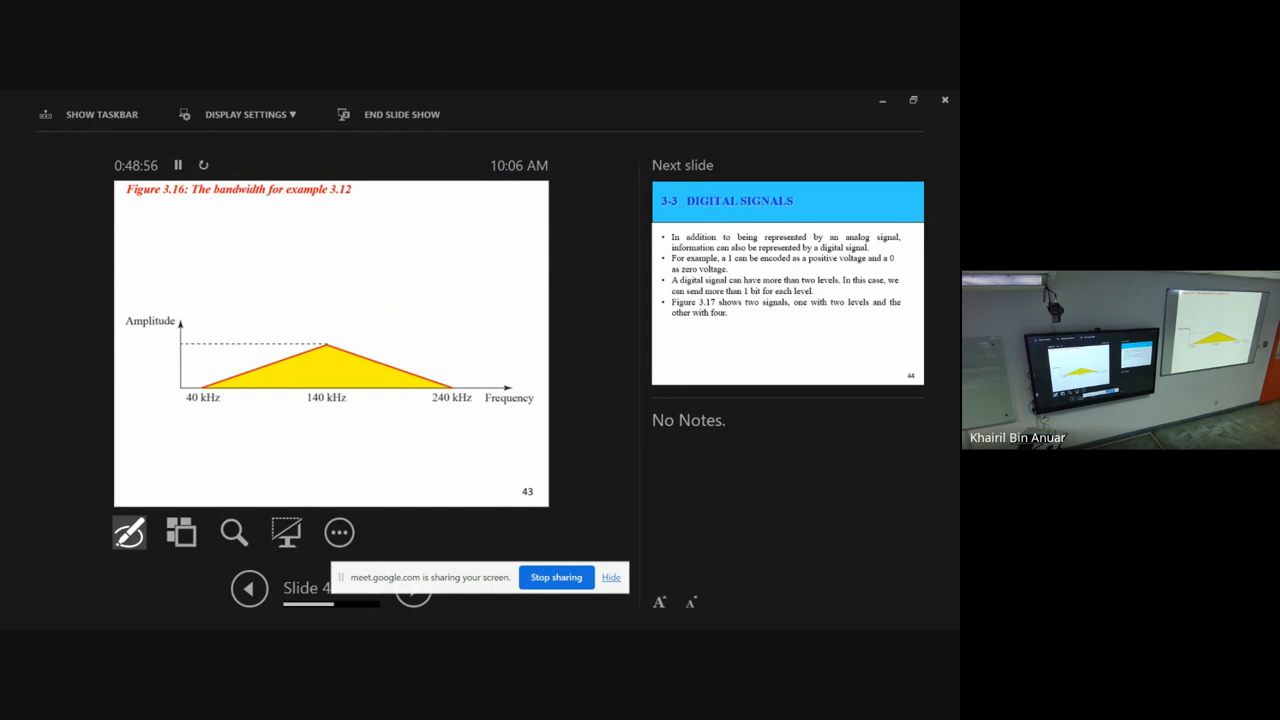 SHOW TASKBAR
DISPLAY SETTINGS ▼
END SLIDE SHOW
0:48:56
10:06 AM
Figure 3.16: The bandwidth for example 3.12
Amplitude
40 kHz
140 kHz
240 kHz
Frequency
43
Next slide
3-3 DIGITAL SIGNALS
• In addition to being represented by an analog signal,
information can also be represented by a digital signal.
• For example, a 1 can be encoded as a positive voltage and a 0
as zero voltage.
• A digital signal can have more than two levels. In this case, we
can send more than 1 bit for each level.
• Figure 3.17 shows two signals, one with two levels and the
other with four.
44
No Notes.
Slide 4
meet.google.com is sharing your screen.
Stop sharing
Hide
A
A
Khairil Bin Anuar